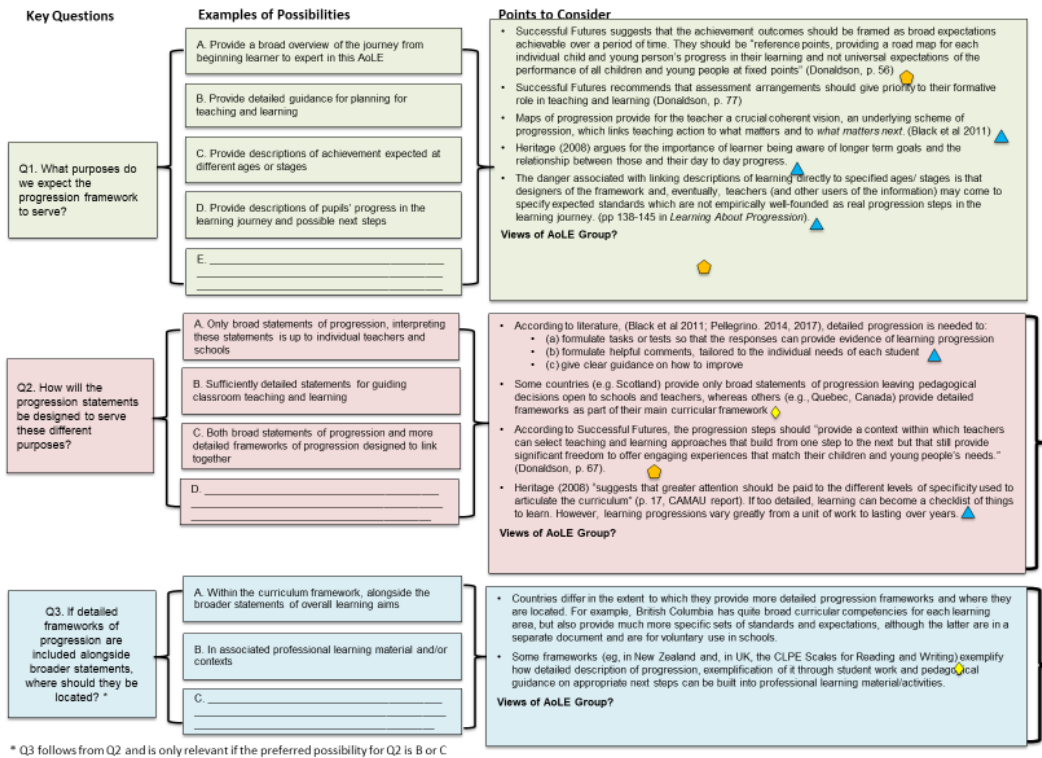 Key Questions
Examples of Possibilities
Points to Consider
Q1. What purposes do
we expect the
progression framework
to serve?
A. Provide a broad overview of the journey from
beginning learner to expert in this AoLE
B. Provide detailed guidance for planning for
teaching and learning
C. Provide descriptions of achievement expected at
different ages or stages
D. Provide descriptions of pupils' progress in the
learning journey and possible next steps
E. ______________________________________
________________________________________
________________________________________
• Successful Futures suggests that the achievement outcomes should be framed as broad expectations
achievable over a period of time. They should be "reference points, providing a road map for each
individual child and young person's progress in their learning and not universal expectations of the
performance of all children and young people at fixed points" (Donaldson, p. 56)
• Successful Futures recommends that assessment arrangements should give priority to their formative
role in teaching and learning (Donaldson, p. 77)
• Maps of progression provide for the teacher a crucial coherent vision, an underlying scheme of
progression, which links teaching action to what matters and to what matters next. (Black et al 2011)
• Heritage (2008) argues for the importance of learner being aware of longer term goals and the
relationship between those and their day to day progress.
• The danger associated with linking descriptions of learning directly to specified ages/ stages is that
designers of the framework and, eventually, teachers (and other users of the information) may come to
specify expected standards which are not empirically well-founded as real progression steps in the
learning journey. (pp 138-145 in Learning About Progression).
Views of AoLE Group?
Q2. How will the
progression statements
be designed to serve
these different
purposes?
A. Only broad statements of progression, interpreting
these statements is up to individual teachers and
schools
B. Sufficiently detailed statements for guiding
classroom teaching and learning
C. Both broad statements of progression and more
detailed frameworks of progression designed to link
together
D. ______________________________________
________________________________________
________________________________________
• According to literature, (Black et al 2011; Pellegrino. 2014, 2017), detailed progression is needed to:
• (a) formulate tasks or tests so that the responses can provide evidence of learning progression
• (b) formulate helpful comments, tailored to the individual needs of each student
• (c) give clear guidance on how to improve
• Some countries (e.g. Scotland) provide only broad statements of progression leaving pedagogical
decisions open to schools and teachers, whereas others (e.g., Quebec, Canada) provide detailed
frameworks as part of their main curricular framework
• According to Successful Futures, the progression steps should "provide a context within which teachers
can select teaching and learning approaches that build from one step to the next but that still provide
significant freedom to offer engaging experiences that match their children and young people's needs."
(Donaldson, p. 67).
• Heritage (2008) "suggests that greater attention should be paid to the different levels of specificity used to
articulate the curriculum" (p. 17, CAMAU report). If too detailed, learning can become a checklist of things
to learn. However, learning progressions vary greatly from a unit of work to lasting over years.
Views of AoLE Group?
Q3. If detailed
frameworks of
progression are
included alongside
broader statements,
where should they be
located? *
A. Within the curriculum framework, alongside the
broader statements of overall learning aims
B. In associated professional learning material and/or
contexts
C. ______________________________________
________________________________________
________________________________________
• Countries differ in the extent to which they provide more detailed progression frameworks and where they
are located. For example, British Columbia has quite broad curricular competencies for each learning
area, but also provide much more specific sets of standards and expectations, although the latter are in a
separate document and are for voluntary use in schools.
• Some frameworks (eg, in New Zealand and, in UK, the CLPE Scales for Reading and Writing) exemplify
how detailed description of progression, exemplification of it through student work and pedagogical
guidance on appropriate next steps can be built into professional learning material/activities.
Views of AoLE Group?
* Q3 follows from Q2 and is only relevant if the preferred possibility for Q2 is B or C